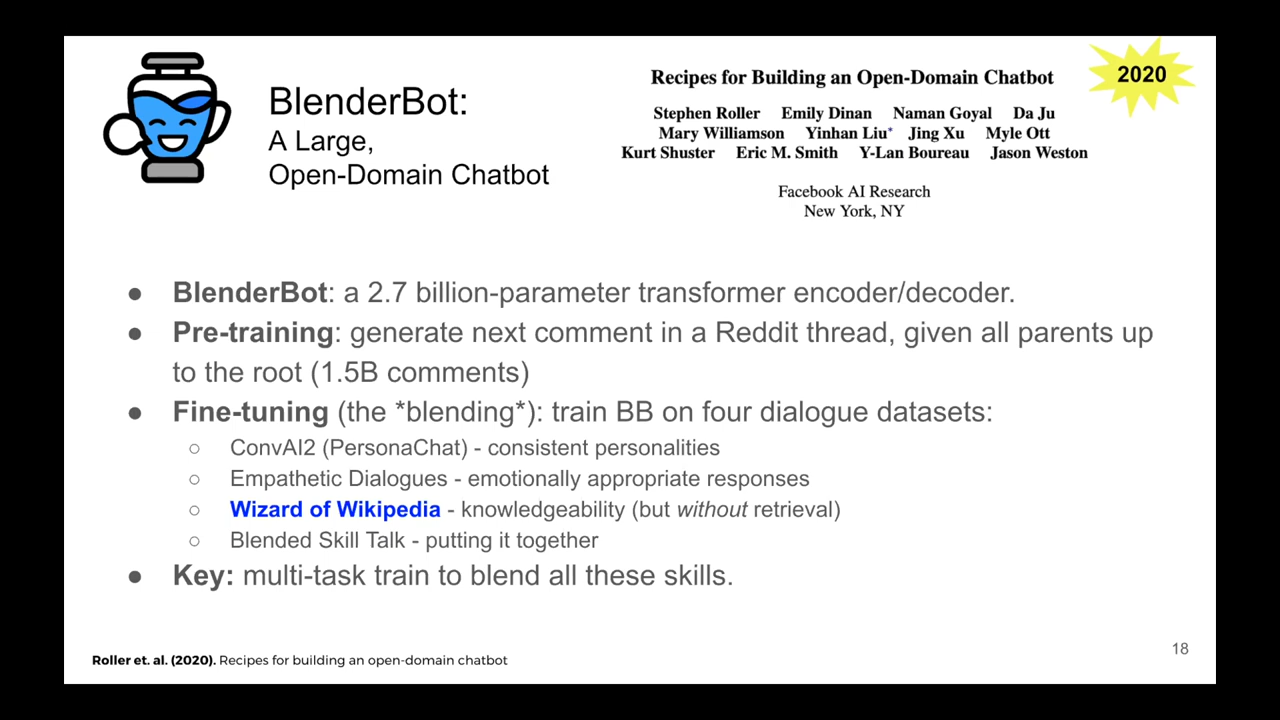 BlenderBot:
A Large,
Open-Domain Chatbot
Recipes for Building an Open-Domain Chatbot
2020
Stephen Roller Emily Dinan Naman Goyal Da Ju
Mary Williamson Yinhan Liu* Jing Xu Myle Ott
Kurt Shuster Eric M. Smith Y-Lan Boureau Jason Weston
Facebook AI Research
New York, NY
● BlenderBot: a 2.7 billion-parameter transformer encoder/decoder.
● Pre-training: generate next comment in a Reddit thread, given all parents up
to the root (1.5B comments)
● Fine-tuning (the *blending*): train BB on four dialogue datasets:
○ ConvAI2 (PersonaChat) - consistent personalities
○ Empathetic Dialogues - emotionally appropriate responses
○ Wizard of Wikipedia - knowledgeability (but without retrieval)
○ Blended Skill Talk - putting it together
● Key: multi-task train to blend all these skills.
Roller et. al. (2020). Recipes for building an open-domain chatbot
18